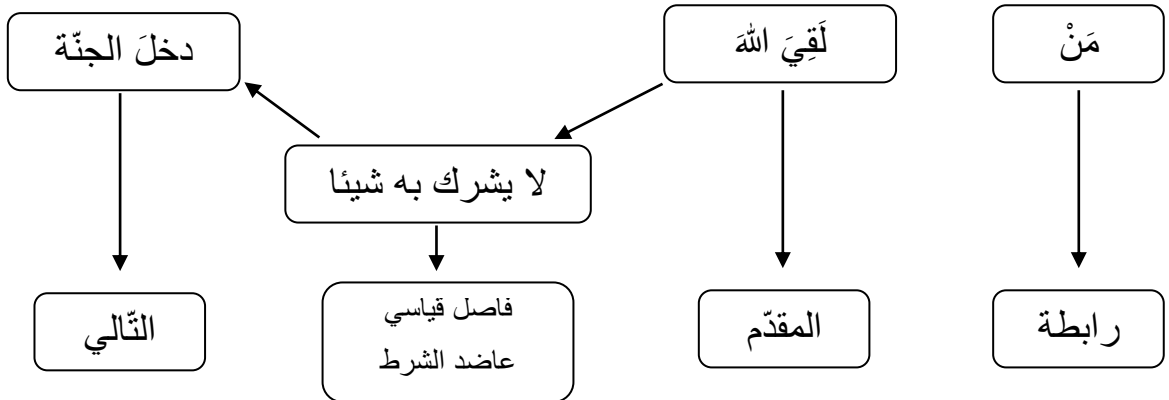 مَنْ
لَقِيَ اللهَ
دخلَ الجنّة
لا يشرك به شيئا
رابطة
المقدّم
فاصل قياسي
عاضد الشرط
التّالي